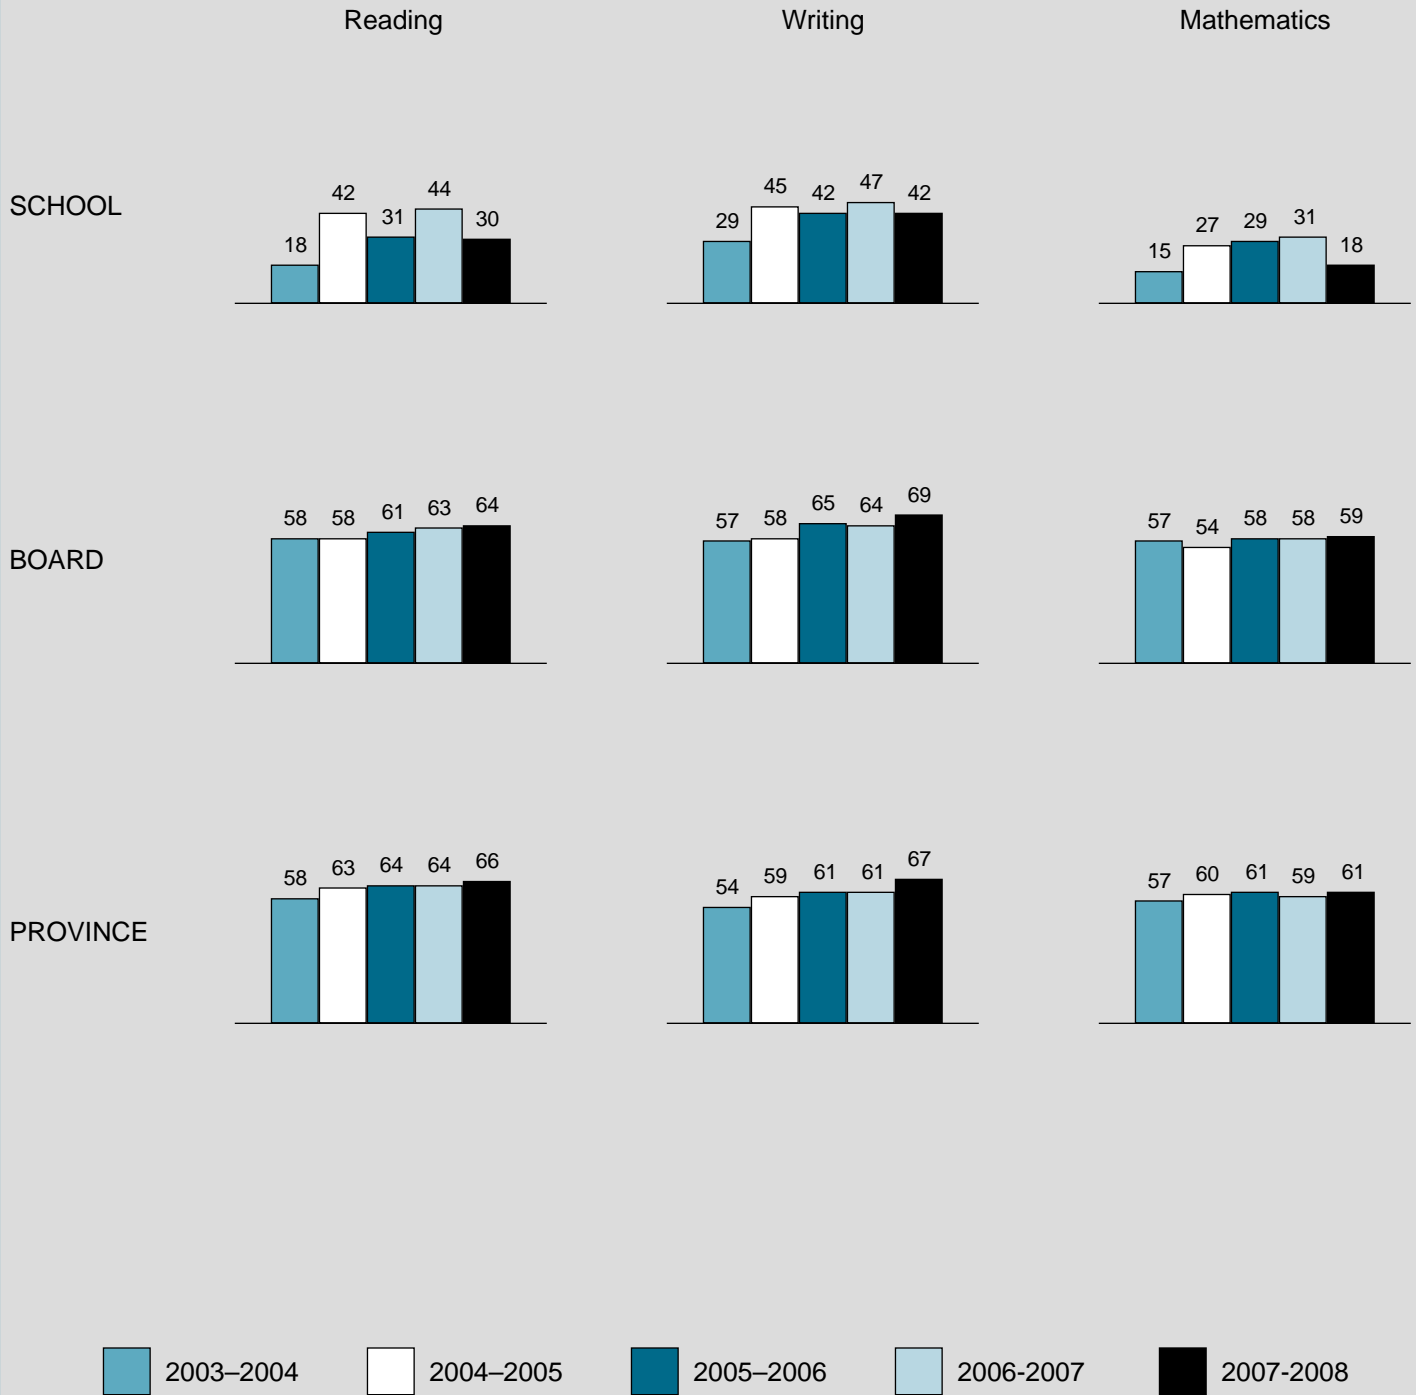 Reading Writing Mathematics
SCHOOL
18 42 31 44 30
29 45 42 47 42
15 27 29 31 18
BOARD
58 58 61 63 64
57 58 65 64 69
57 54 58 58 59
PROVINCE
58 63 64 64 66
54 59 61 61 67
57 60 61 59 61
2003–2004 2004–2005 2005–2006 2006-2007 2007-2008